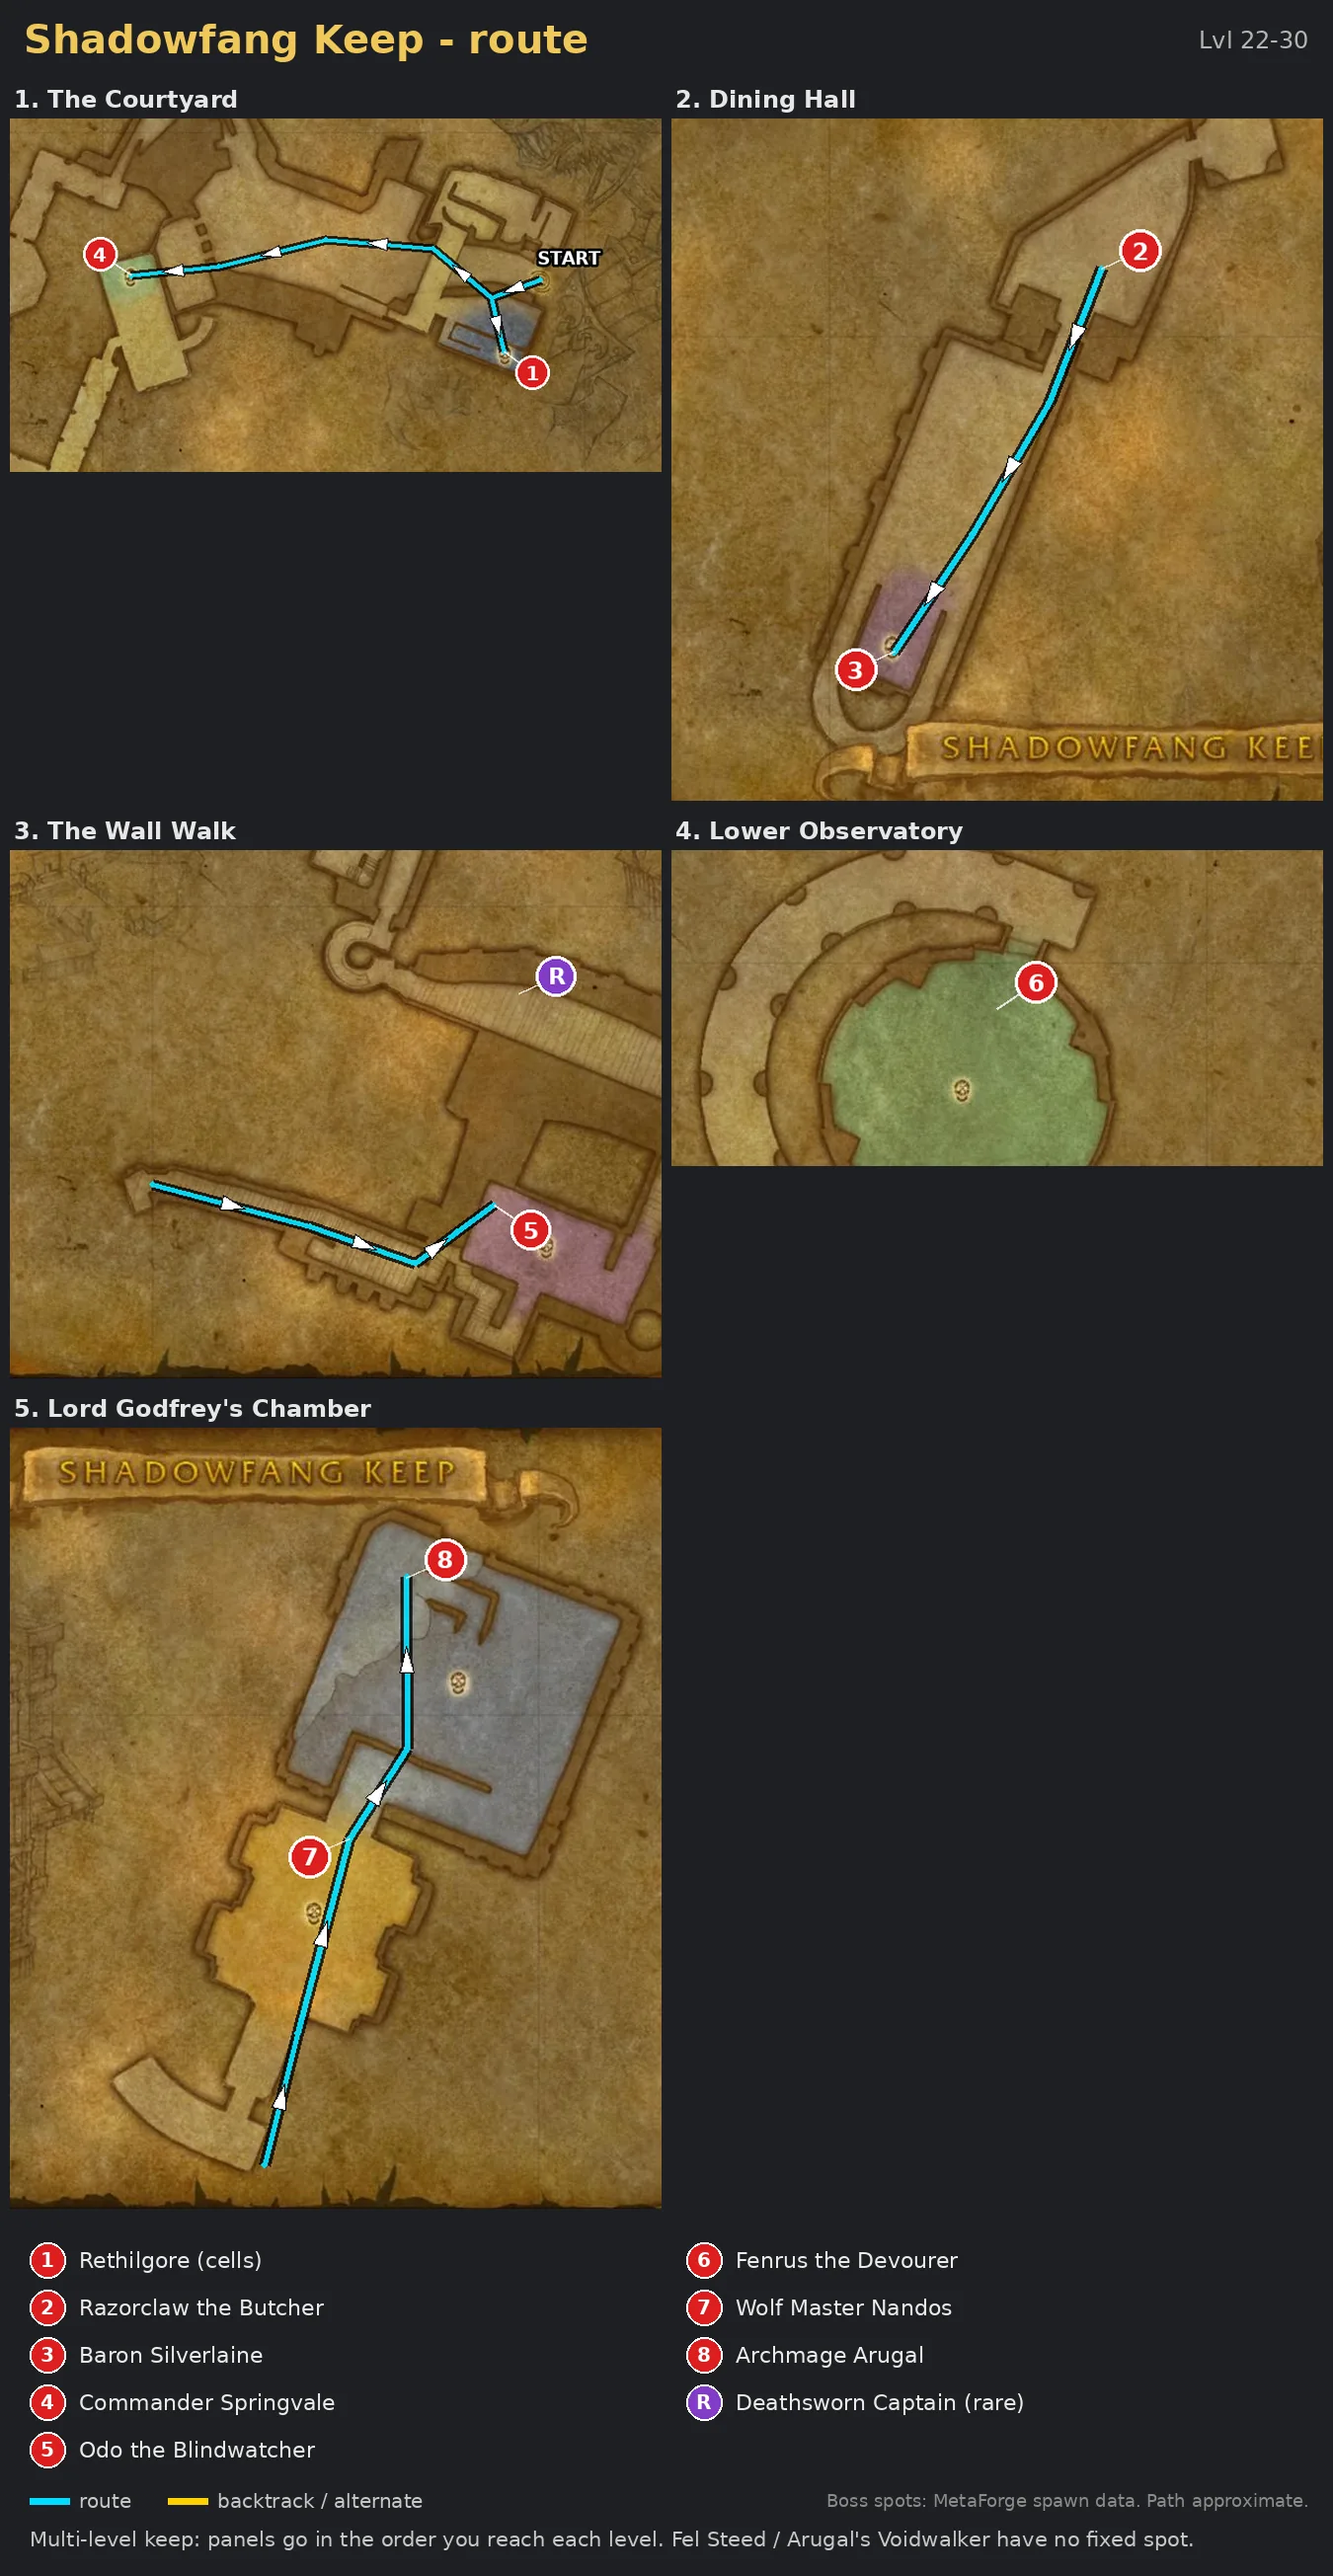 Shadowfang Keep - route
Lvl 22-30
1. The Courtyard
4
START
1
2. Dining Hall
2
3
SHADOWFANG KEE
3. The Wall Walk
R
5
4. Lower Observatory
6
5. Lord Godfrey's Chamber
SHADOWFANG KEEP
8
7
1 Rethilgore (cells)
2 Razorclaw the Butcher
3 Baron Silverlaine
4 Commander Springvale
5 Odo the Blindwatcher
6 Fenrus the Devourer
7 Wolf Master Nandos
8 Archmage Arugal
R Deathsworn Captain (rare)
route
backtrack / alternate
Boss spots: MetaForge spawn data. Path approximate.
Multi-level keep: panels go in the order you reach each level. Fel Steed / Arugal's Voidwalker have no fixed spot.